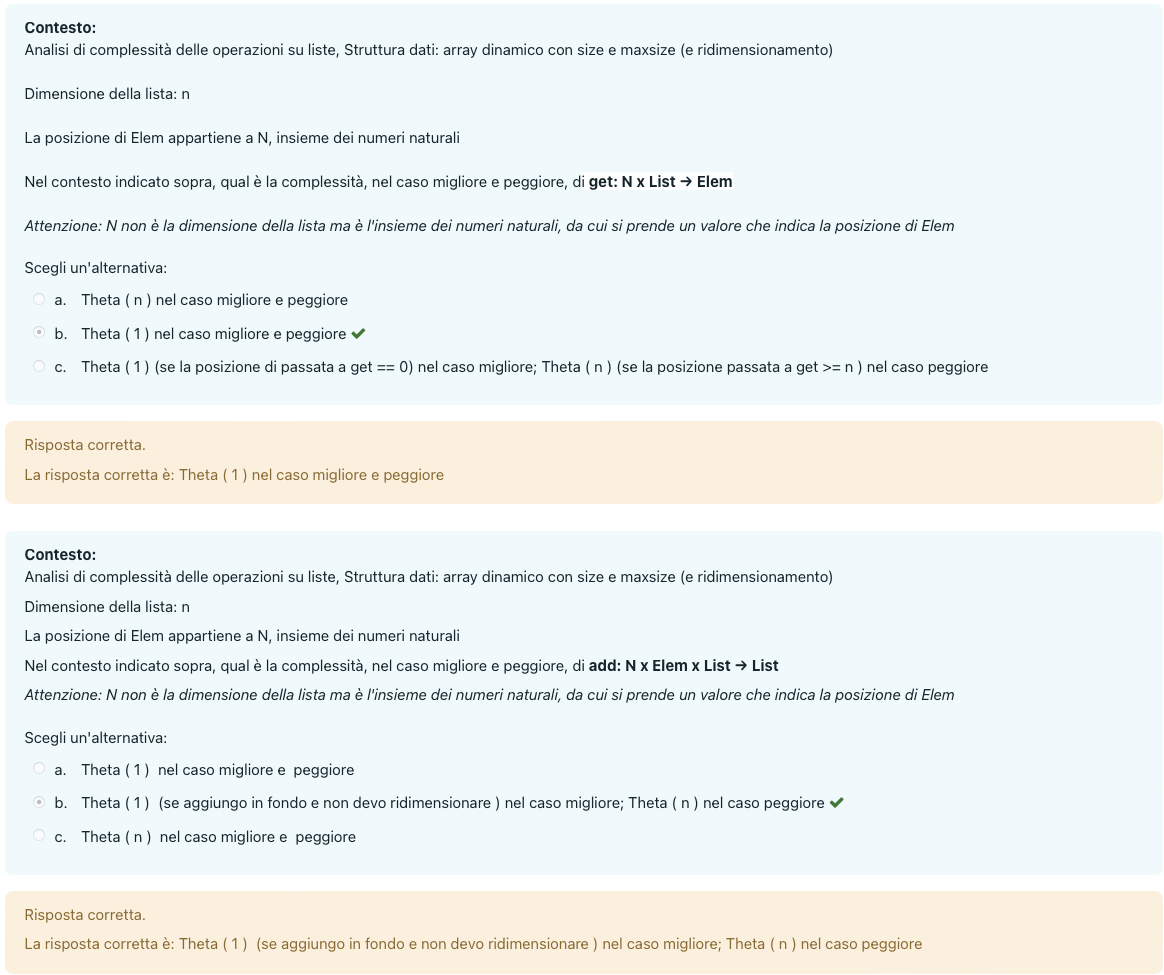 Contesto:
Analisi di complessità delle operazioni su liste, Struttura dati: array dinamico con size e maxsize (e ridimensionamento)
Dimensione della lista: n
La posizione di Elem appartiene a N, insieme dei numeri naturali
Nel contesto indicato sopra, qual è la complessità, nel caso migliore e peggiore, di get: N x List → Elem
Attenzione: N non è la dimensione della lista ma è l'insieme dei numeri naturali, da cui si prende un valore che indica la posizione di Elem
Scegli un'alternativa:
a. Theta ( n ) nel caso migliore e peggiore
b. Theta ( 1 ) nel caso migliore e peggiore ✔
c. Theta ( 1 ) (se la posizione di passata a get == 0) nel caso migliore; Theta ( n ) (se la posizione passata a get >= n ) nel caso peggiore
Risposta corretta.
La risposta corretta è: Theta ( 1 ) nel caso migliore e peggiore
Contesto:
Analisi di complessità delle operazioni su liste, Struttura dati: array dinamico con size e maxsize (e ridimensionamento)
Dimensione della lista: n
La posizione di Elem appartiene a N, insieme dei numeri naturali
Nel contesto indicato sopra, qual è la complessità, nel caso migliore e peggiore, di add: N x Elem x List → List
Attenzione: N non è la dimensione della lista ma è l'insieme dei numeri naturali, da cui si prende un valore che indica la posizione di Elem
Scegli un'alternativa:
a. Theta ( 1 ) nel caso migliore e peggiore
b. Theta ( 1 ) (se aggiungo in fondo e non devo ridimensionare ) nel caso migliore; Theta ( n ) nel caso peggiore ✔
c. Theta ( n ) nel caso migliore e peggiore
Risposta corretta.
La risposta corretta è: Theta ( 1 ) (se aggiungo in fondo e non devo ridimensionare ) nel caso migliore; Theta ( n ) nel caso peggiore